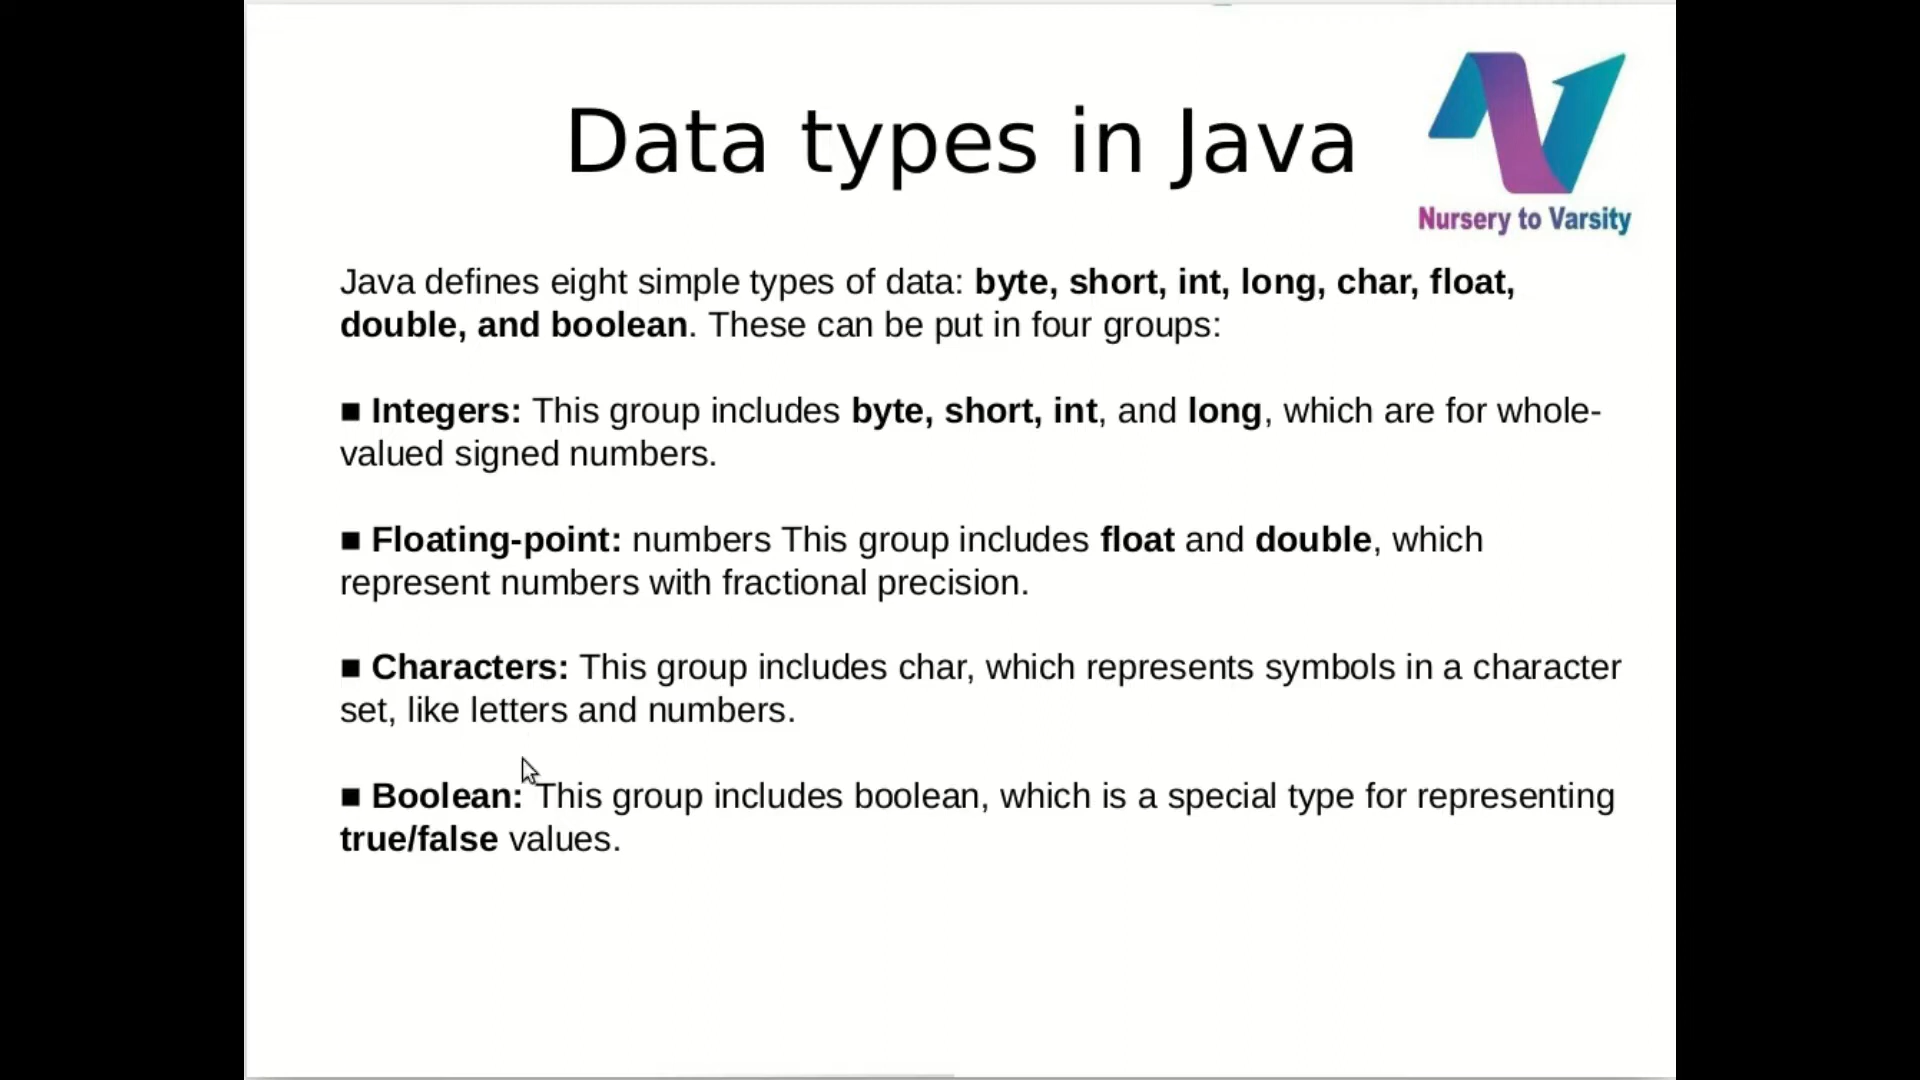 Data types in Java
Nursery to Varsity
Java defines eight simple types of data: byte, short, int, long, char, float,
double, and boolean. These can be put in four groups:
■ Integers: This group includes byte, short, int, and long, which are for whole-
valued signed numbers.
■ Floating-point: numbers This group includes float and double, which
represent numbers with fractional precision.
■ Characters: This group includes char, which represents symbols in a character
set, like letters and numbers.
■ Boolean: This group includes boolean, which is a special type for representing
true/false values.